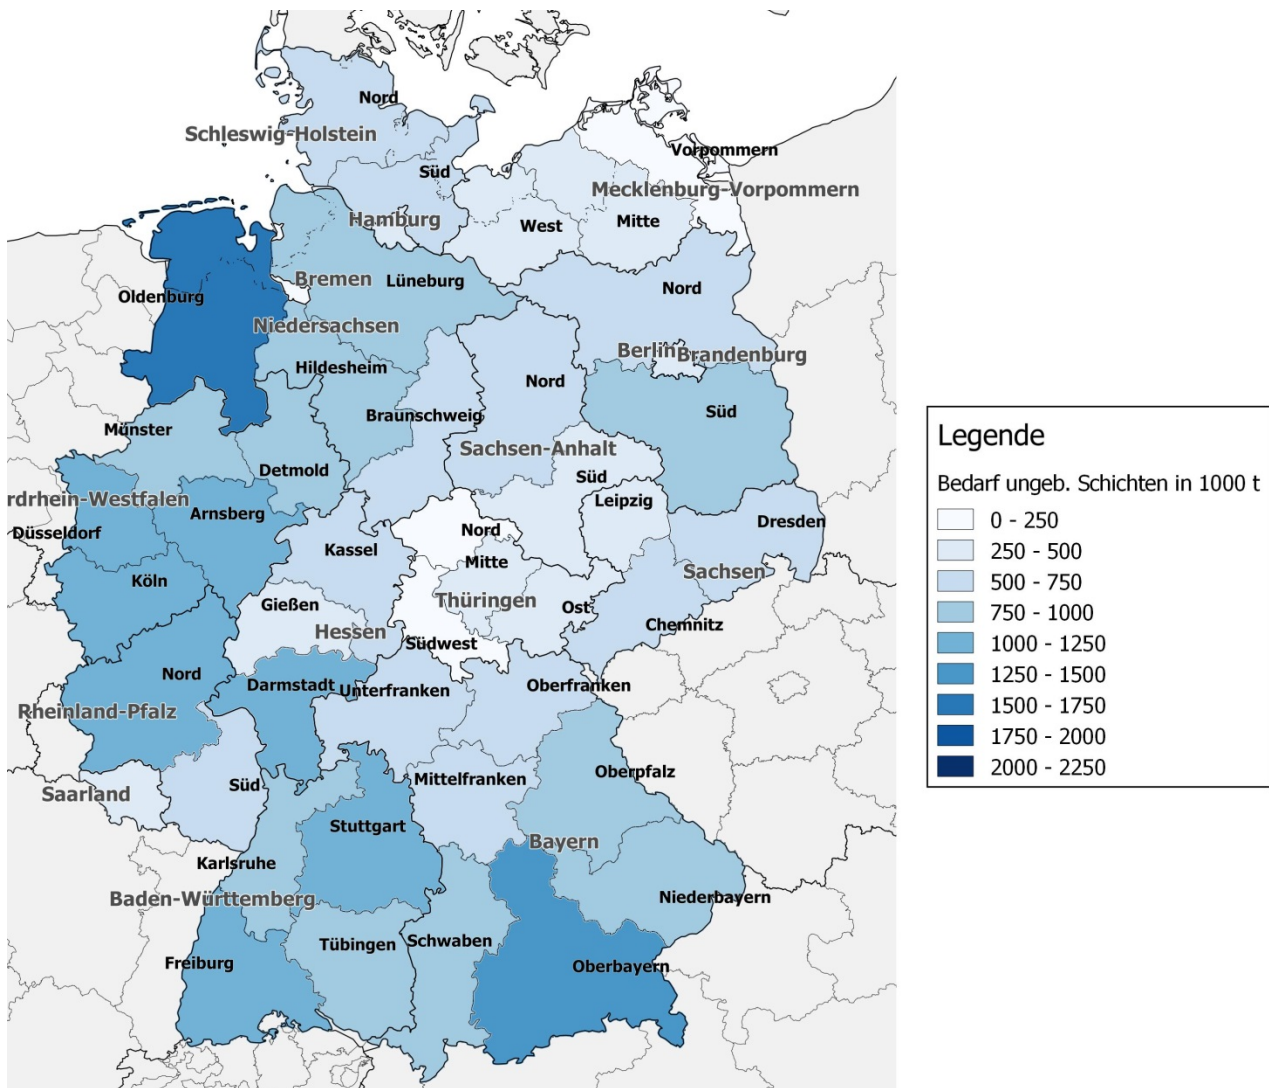 Nord
Schleswig-Holstein
Vorpommern
Süd
Mecklenburg-Vorpommern
Hamburg
West
Mitte
Bremen
Lüneburg
Nord
Oldenburg
Niedersachsen
Berlin
Brandenburg
Hildesheim
Nord
Braunschweig
Süd
Münster
Sachsen-Anhalt
Detmold
Süd
rdrhein-Westfalen
Leipzig
Arnsberg
Dresden
Düsseldorf
Nord
Kassel
Mitte
Sachsen
Köln
Thüringen
Gießen
Ost
Hessen
Chemnitz
Südwest
Nord
Darmstadt
Unterfranken
Oberfranken
Rheinland-Pfalz
Mittelfranken
Oberpfalz
Süd
Saarland
Stuttgart
Bayern
Karlsruhe
Baden-Württemberg
Niederbayern
Tübingen
Schwaben
Freiburg
Oberbayern
Legende
Bedarf ungeb. Schichten in 1000 t
0 - 250
250 - 500
500 - 750
750 - 1000
1000 - 1250
1250 - 1500
1500 - 1750
1750 - 2000
2000 - 2250